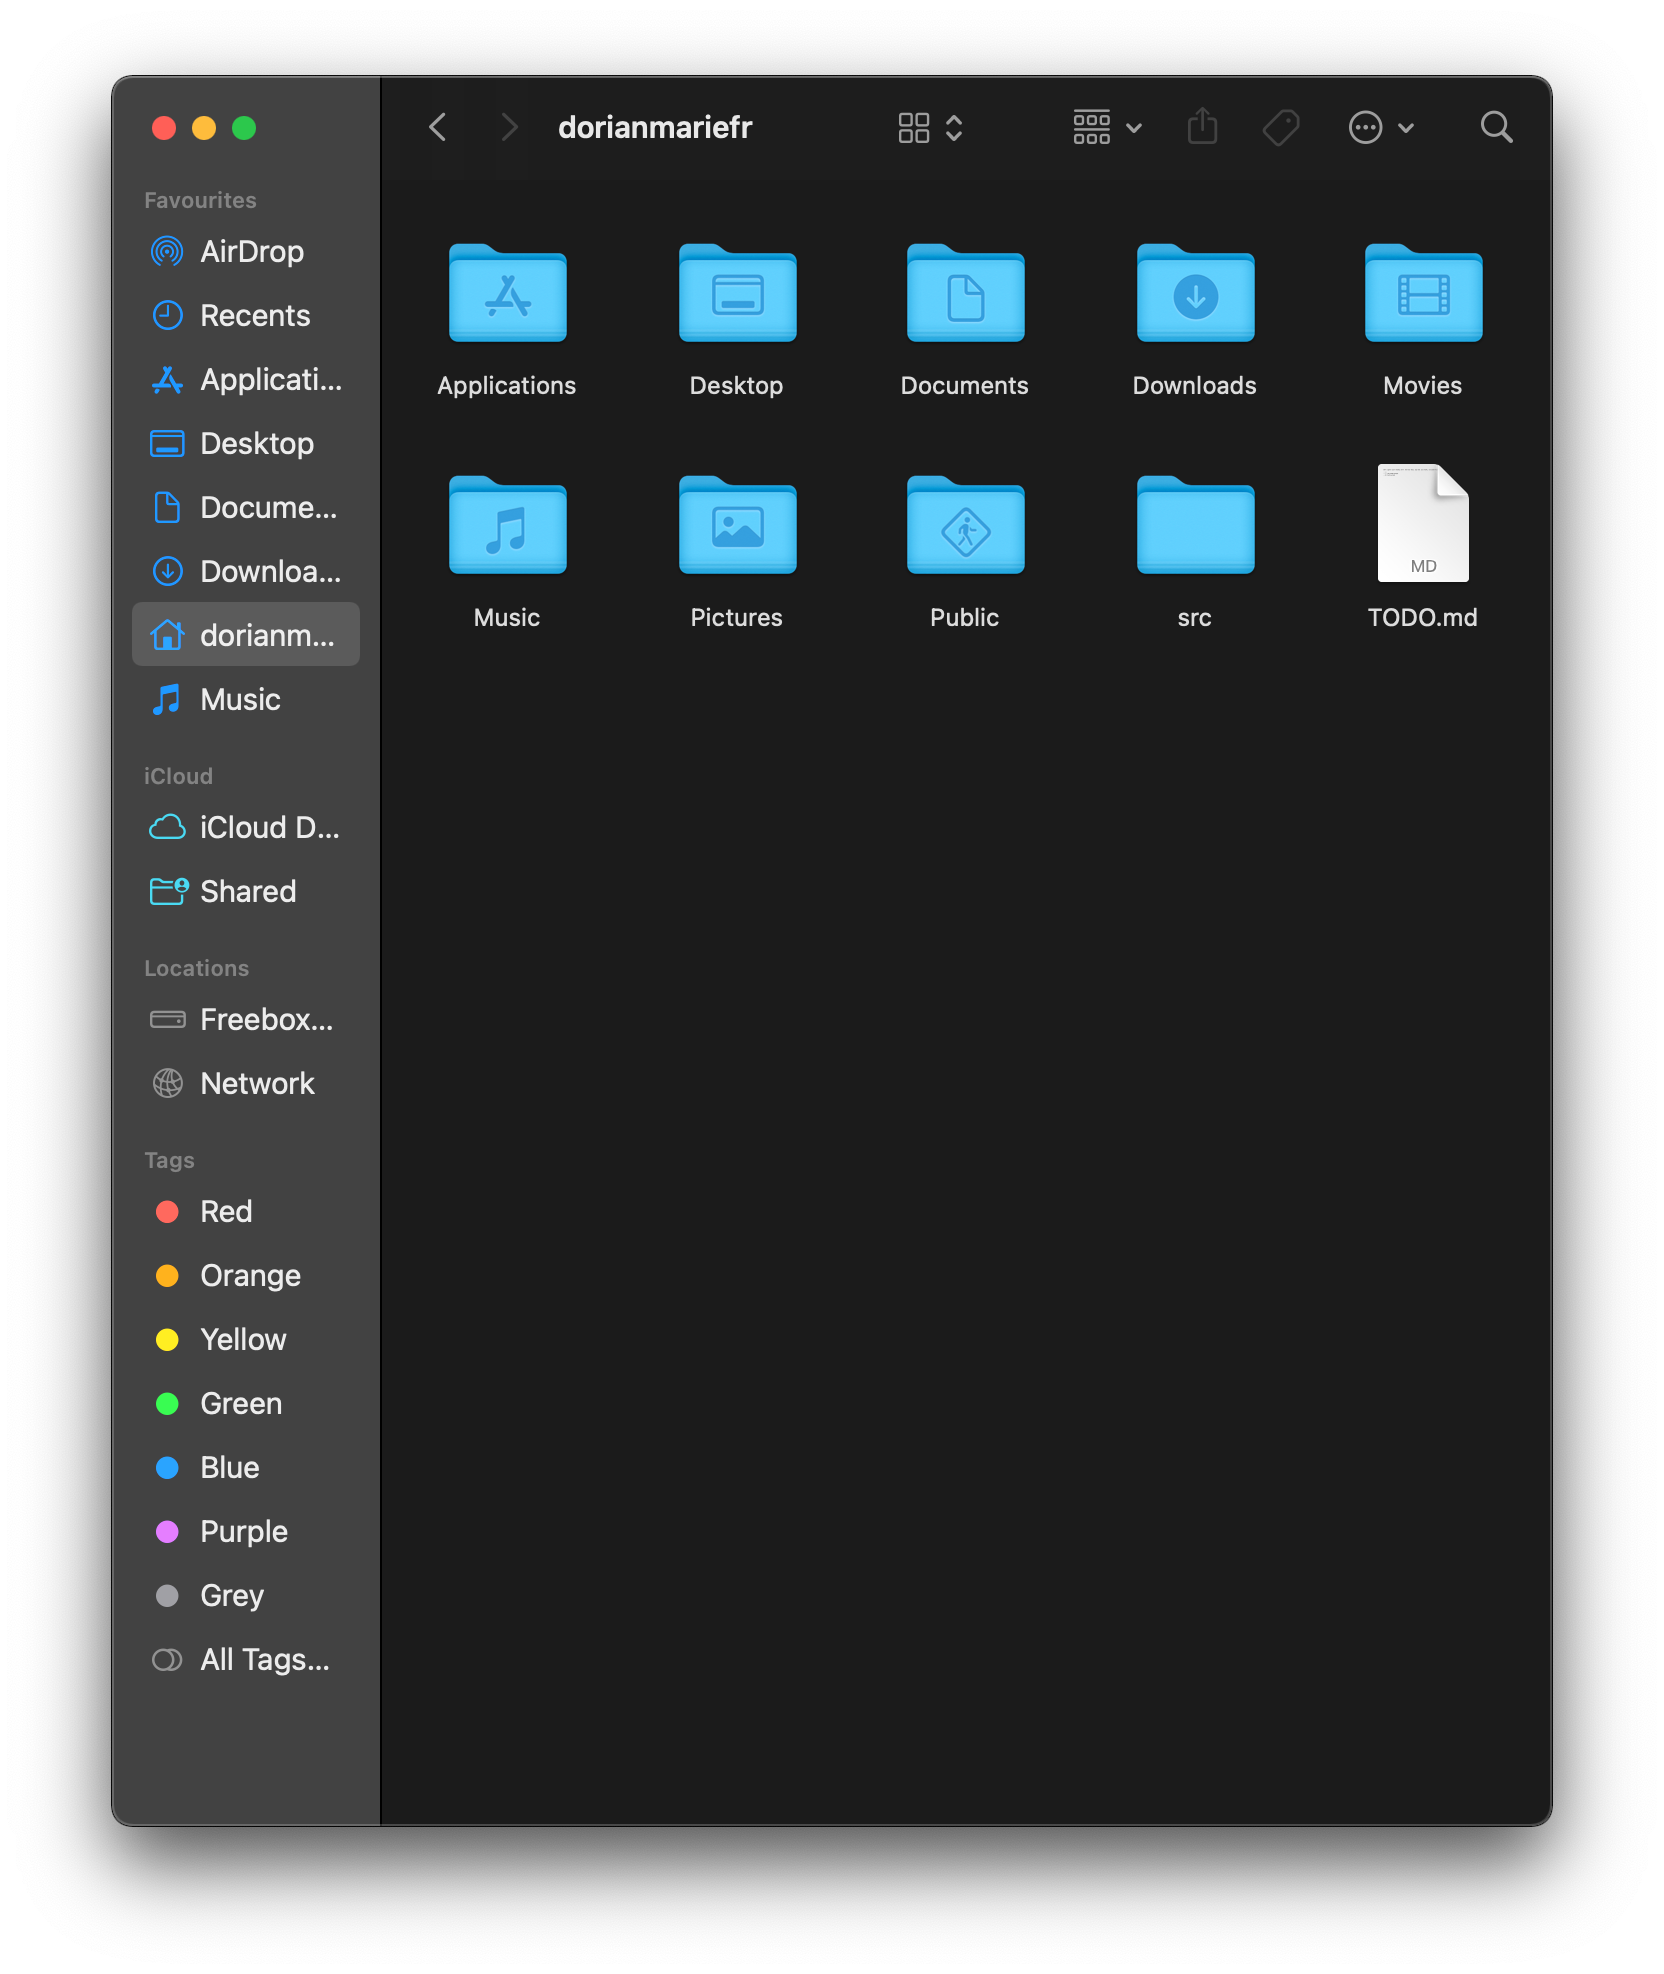 dorianmariefr
Favourites
AirDrop
Recents
Applicati...
Desktop
Docume...
Downloa...
dorianm...
Music
iCloud
iCloud D...
Shared
Locations
Freebox...
Network
Tags
Red
Orange
Yellow
Green
Blue
Purple
Grey
All Tags...
Applications
Desktop
Documents
Downloads
Movies
Music
Pictures
Public
src
MD
TODO.md